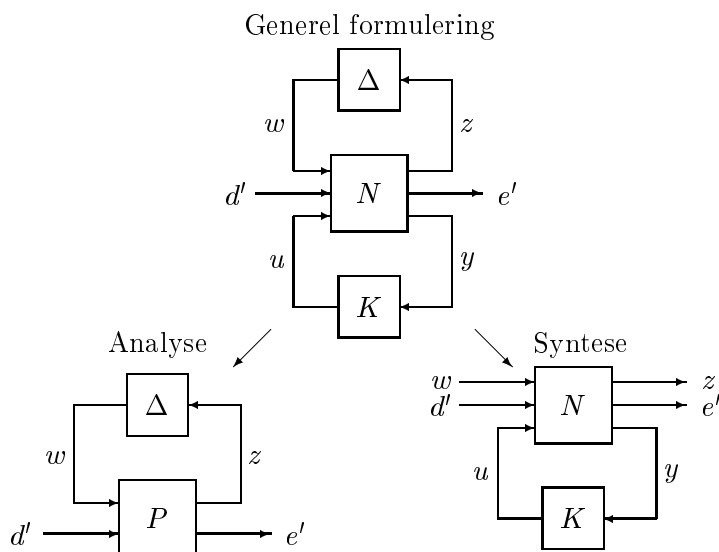 Generel formulering
Δ
w z
N
d′ e′
u y
K
Analyse
Δ
w z
P
d′ e′
Syntese
w z
N
d′ e′
u y
K